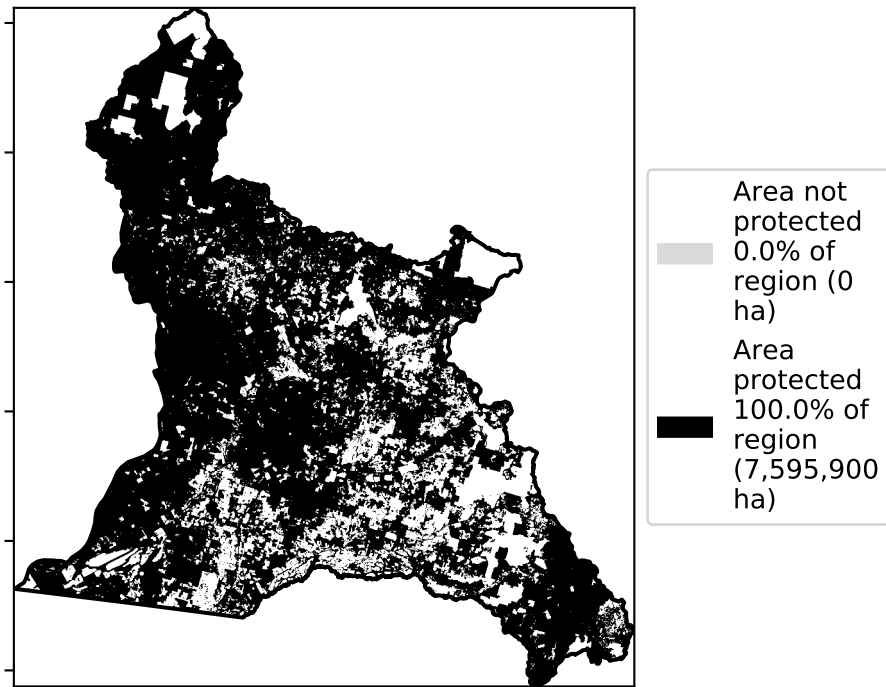 Area not
protected
0.0% of
region (0
ha)
Area
protected
100.0% of
region
(7,595,900
ha)